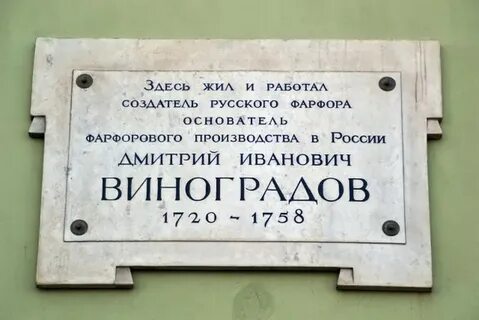 Здесь жил и работал
создатель русского фарфора
основатель
фарфорового производства в России
Дмитрий Иванович
ВИНОГРАДОВ
1720 - 1758